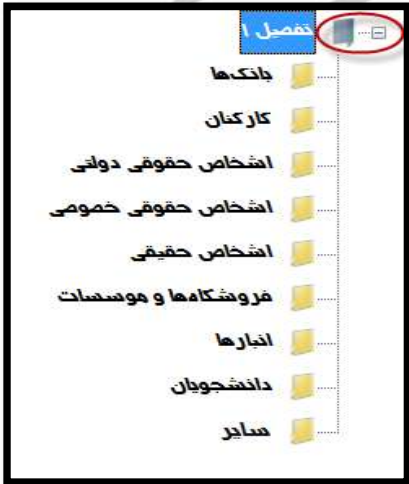 تفصیل ۱
بانک‌ها
کارکنان
اشخاص حقوقی دولتی
اشخاص حقوقی خصوصی
اشخاص حقیقی
فروشگاه‌ها و موسسات
انبارها
دانشجویان
سایر